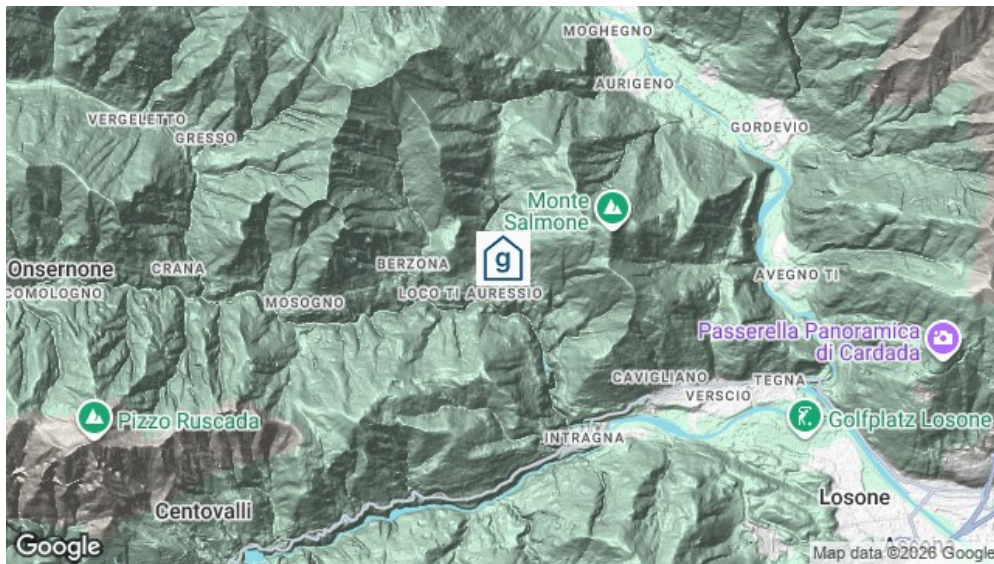 MOGHEGNO
AURIGENO
VERGELETTO
GORDEVIO
GRESSO
Monte
Salmone
g
BERZONA
Onsernone
CRANA
AVEGNO TI
COMOLOGNO
LOCO TI AURESSIO
MOSOGNO
Passerella Panoramica
di Cardada
CAVIGLIANO
TEGNA
VERSCIO
Pizzo Ruscada
Golfplatz Losone
INTRAGNA
Losone
Centovalli
Google
Map data ©2026 Google